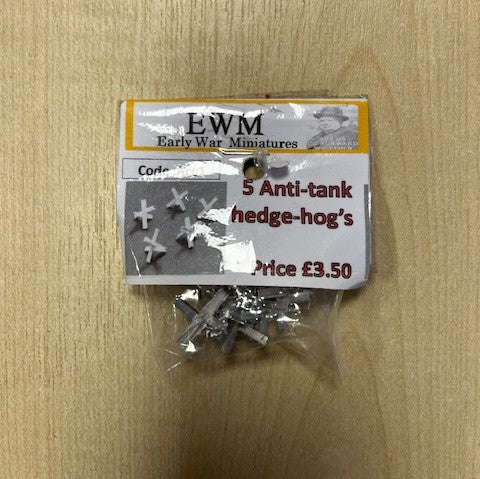 EWM
Early War Miniatures
Code
5 Anti-tank
hedge-hog's
Price £3.50